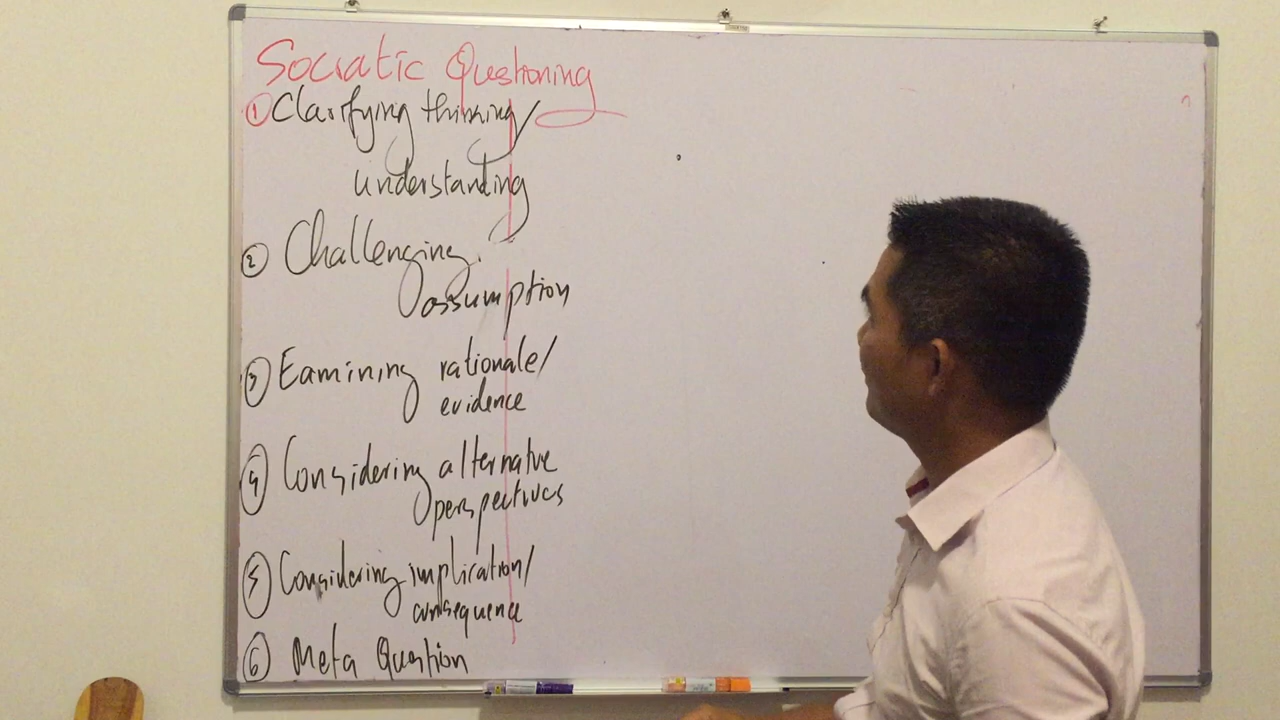 Socratic Questioning
① Clarifying thinking/
understanding
② Challenging
assumption
③ Eamining rationale/
evidence
④ Considering alternatve
perspectives
⑤ Considering implication/
consequence
⑥ Meta Question